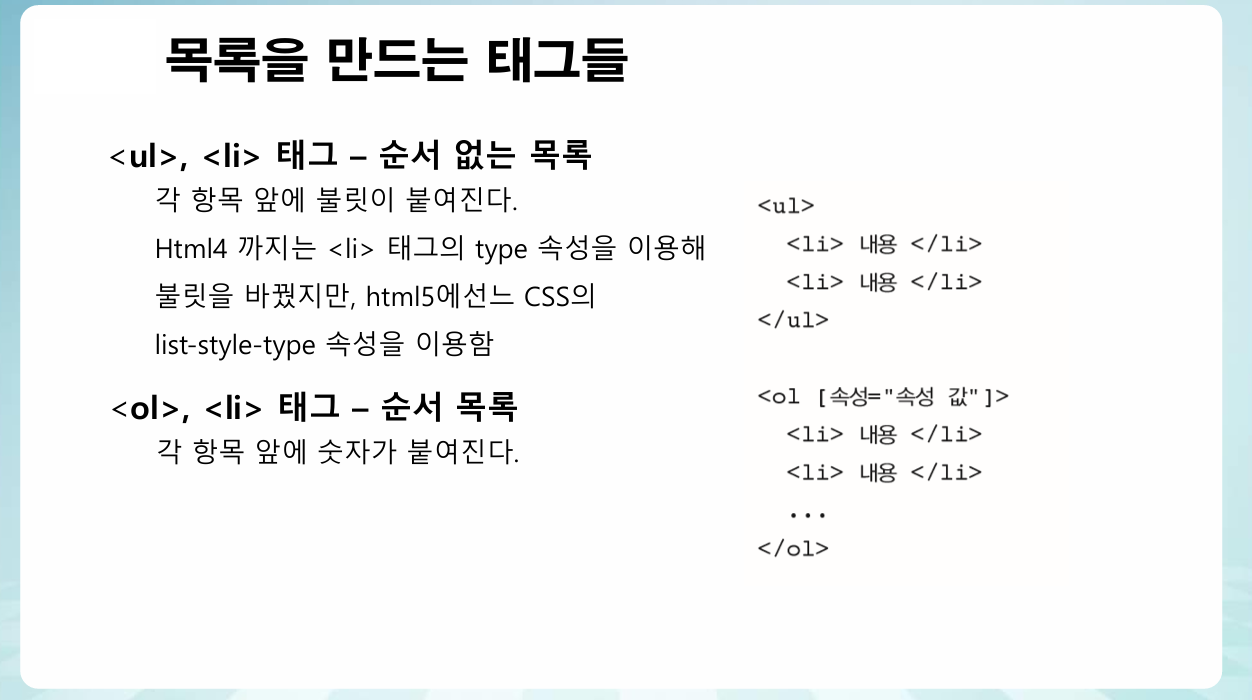 목록을 만드는 태그들
<ul>, <li> 태그 – 순서 없는 목록
각 항목 앞에 불릿이 붙여진다.
Html4 까지는 <li> 태그의 type 속성을 이용해
불릿을 바꿨지만, html5에선느 CSS의
list-style-type 속성을 이용함
<ol>, <li> 태그 – 순서 목록
각 항목 앞에 숫자가 붙여진다.
<ul>
<li> 내용 </li>
<li> 내용 </li>
</ul>
<ol [속성="속성 값"]>
<li> 내용 </li>
<li> 내용 </li>
...
</ol>